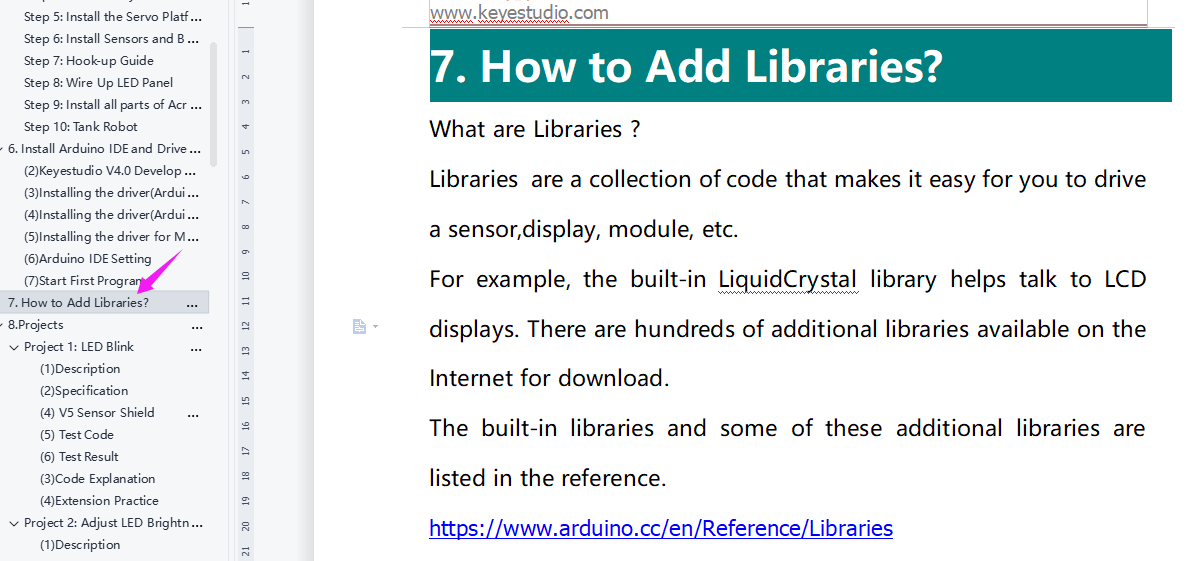 Step 5: Install the Servo Platf ...
Step 6: Install Sensors and B ...
Step 7: Hook-up Guide
Step 8: Wire Up LED Panel
Step 9: Install all parts of Acr ...
Step 10: Tank Robot
6. Install Arduino IDE and Drive ...
(2)Keyestudio V4.0 Develop ...
(3)Installing the driver(Ardui ...
(4)Installing the driver(Ardui ...
(5)Installing the driver for M ...
(6)Arduino IDE Setting
(7)Start First Program
7. How to Add Libraries? ...
8.Projects ...
Project 1: LED Blink ...
(1)Description
(2)Specification
(4) V5 Sensor Shield ...
(5) Test Code
(6) Test Result
(3)Code Explanation
(4)Extension Practice
Project 2: Adjust LED Brightn ...
(1)Description
1
2
3
4
5
6
7
8
9
10
11
12
13
14
15
16
17
18
19
20
21
www.keyestudio.com
7. How to Add Libraries?
What are Libraries ?
Libraries are a collection of code that makes it easy for you to drive
a sensor,display, module, etc.
For example, the built-in LiquidCrystal library helps talk to LCD
displays. There are hundreds of additional libraries available on the
Internet for download.
The built-in libraries and some of these additional libraries are
listed in the reference.
https://www.arduino.cc/en/Reference/Libraries